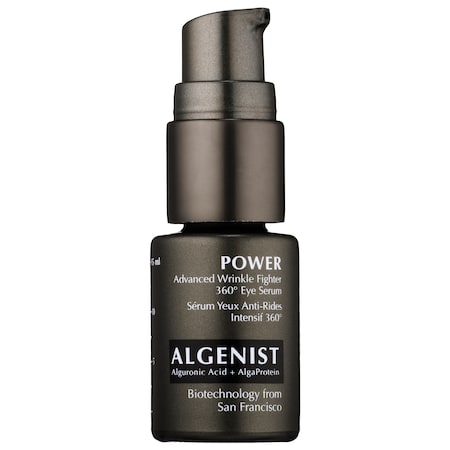 POWER
Advanced Wrinkle Fighter
360° Eye Serum
Sérum Yeux Anti-Rides
Intensif 360°
ALGENIST
Alguronic Acid + AlgaProtein
Biotechnology from
San Francisco